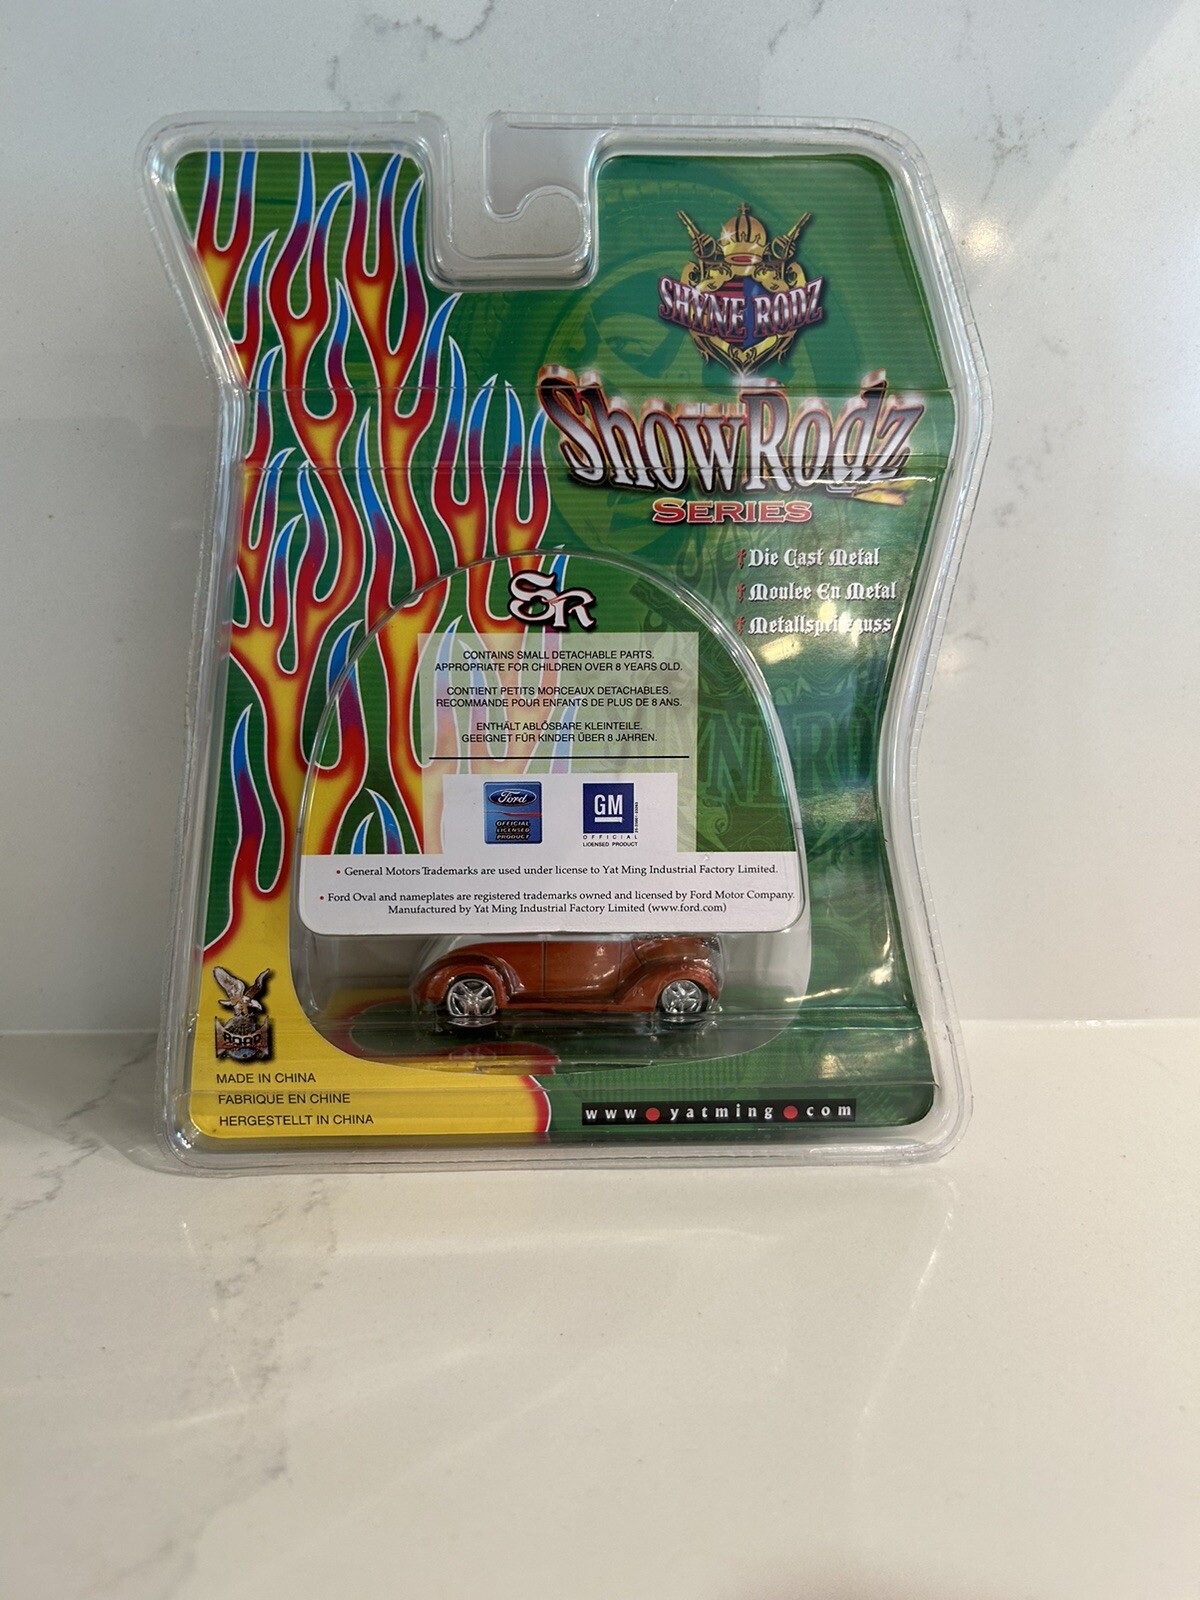 SHYNE RODZ
ShowRodz
SERIES
Die Cast Metal
Moulee En Metal
Metallspritzguss
SR
CONTAINS SMALL DETACHABLE PARTS.
APPROPRIATE FOR CHILDREN OVER 8 YEARS OLD.
CONTIENT PETITS MORCEAUX DETACHABLES.
RECOMMANDE POUR ENFANTS DE PLUS DE 8 ANS.
ENTHÄLT ABLÖSBARE KLEINTEILE.
GEEIGNET FÜR KINDER ÜBER 8 JAHREN.
Ford
OFFICIAL
LICENSED
PRODUCT
GM
OFFICIAL
LICENSED PRODUCT
• General Motors Trademarks are used under license to Yat Ming Industrial Factory Limited.
• Ford Oval and nameplates are registered trademarks owned and licensed by Ford Motor Company.
Manufactured by Yat Ming Industrial Factory Limited (www.ford.com)
ROAD
MADE IN CHINA
FABRIQUE EN CHINE
HERGESTELLT IN CHINA
www•yatming•com